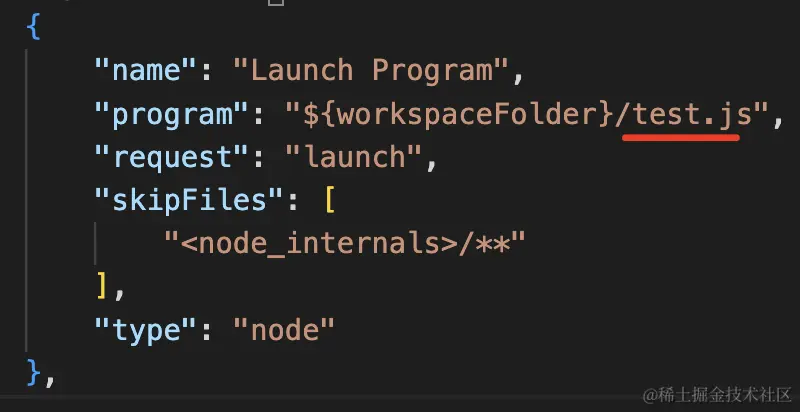 {
"name": "Launch Program",
"program": "${workspaceFolder}/test.js",
"request": "launch",
"skipFiles": [
"<node_internals>/**"
],
"type": "node"
},
@稀土掘金技术社区